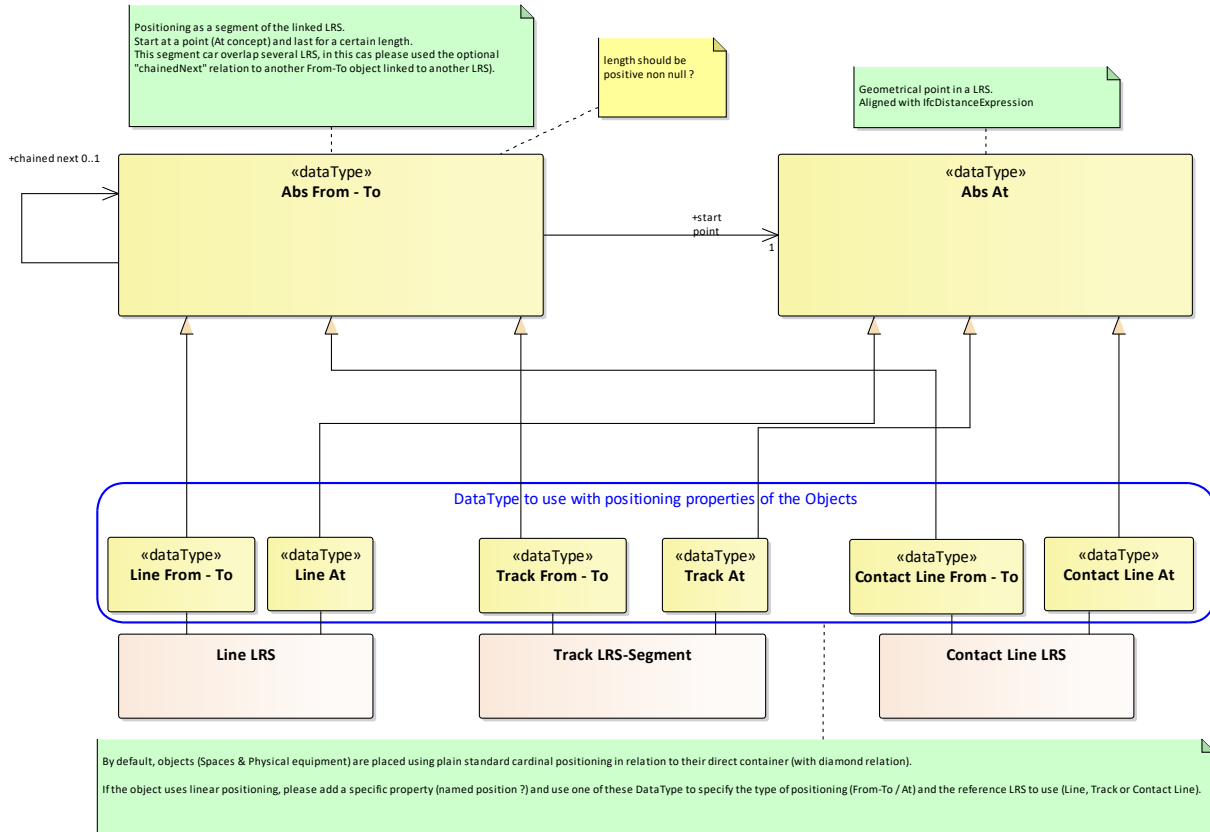 Positioning as a segment of the linked LRS.
Start at a point (At concept) and last for a certain length.
This segment car overlap several LRS, in this cas please used the optional
"chainedNext" relation to another From-To object linked to another LRS).
length should be
positive non null ?
Geometrical point in a LRS.
Aligned with IfcDistanceExpression
+chained next 0..1
«dataType»
Abs From - To
+start
point
1
«dataType»
Abs At
DataType to use with positioning properties of the Objects
«dataType»
Line From - To
«dataType»
Line At
«dataType»
Track From - To
«dataType»
Track At
«dataType»
Contact Line From - To
«dataType»
Contact Line At
Line LRS
Track LRS-Segment
Contact Line LRS
By default, objects (Spaces & Physical equipment) are placed using plain standard cardinal positioning in relation to their direct container (with diamond relation).
If the object uses linear positioning, please add a specific property (named position ?) and use one of these DataType to specify the type of positioning (From-To / At) and the reference LRS to use (Line, Track or Contact Line).